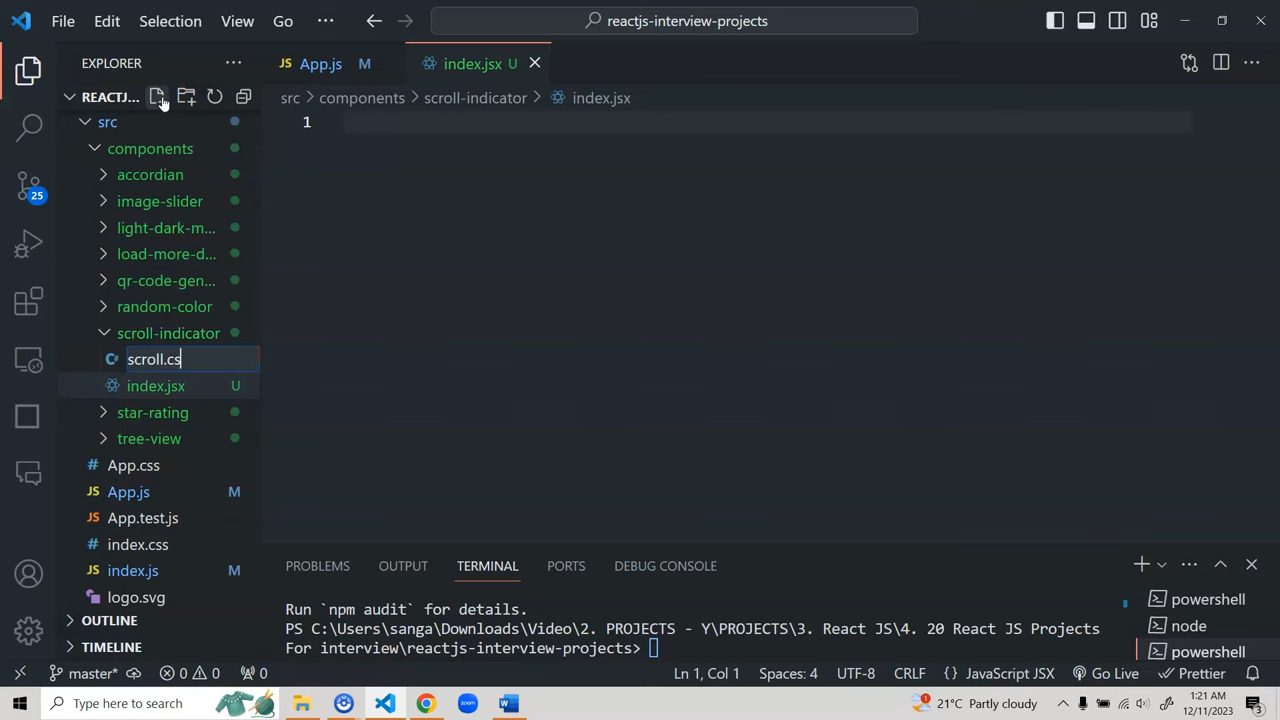 File Edit Selection View Go ··· reactjs-interview-projects
EXPLORER ···
REACTJ...
src
components
accordian
image-slider
light-dark-m...
load-more-d...
qr-code-gen...
random-color
scroll-indicator
scroll.cs
index.jsx U
star-rating
tree-view
App.css
App.js M
App.test.js
index.css
index.js M
logo.svg
OUTLINE
TIMELINE
JS App.js M index.jsx U
src > components > scroll-indicator > index.jsx
1
PROBLEMS OUTPUT TERMINAL PORTS DEBUG CONSOLE
Run `npm audit` for details.
PS C:\Users\sanga\Downloads\Video\2. PROJECTS - Y\PROJECTS\3. React JS\4. 20 React JS Projects
For interview\reactjs-interview-projects>
powershell
node
powershell
25
master* 0 0 0 Ln 1, Col 1 Spaces: 4 UTF-8 CRLF {} JavaScript JSX Go Live Prettier
Type here to search
zoom
21°C Partly cloudy
1:21 AM
12/11/2023
3